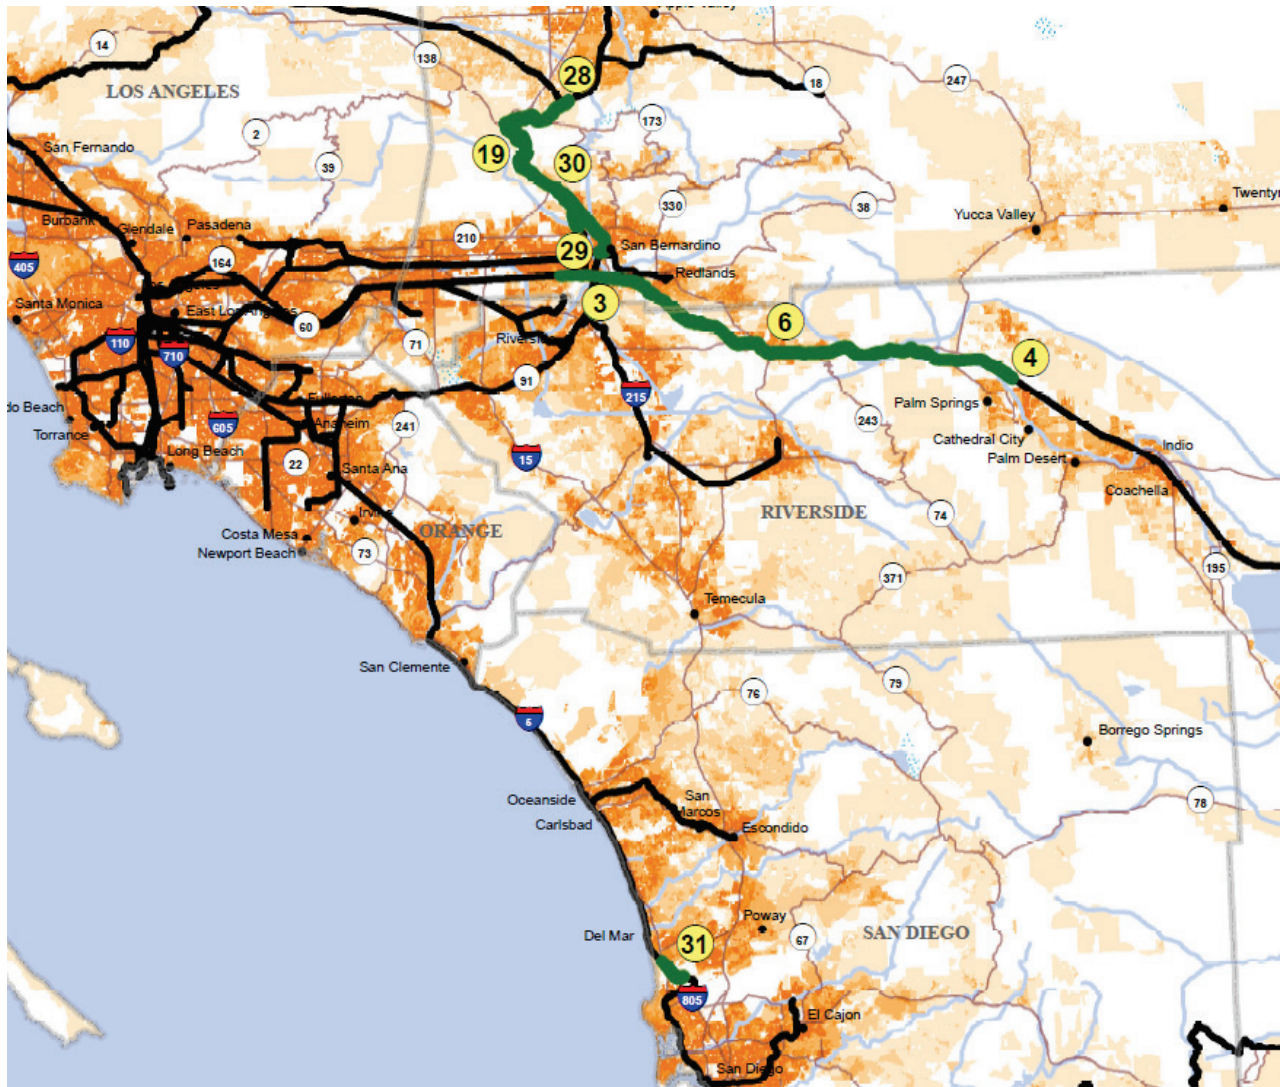 Apple Valley
14
138
28
18
247
LOS ANGELES
173
2
San Fernando
19
30
39
330
38
Twenty
Yucca Valley
Burbank
Glendale
Pasadena
210
San Bernardino
29
164
405
Redlands
Santa Monica
East Los Angeles
3
6
60
110
710
71
Riverside
4
91
215
Palm Springs
do Beach
Fullerton
605
Torrance
Anaheim
241
243
Cathedral City
Indio
Long Beach
22
15
Palm Desert
Santa Ana
Coachella
RIVERSIDE
74
Irvine
ORANGE
Costa Mesa
Newport Beach
73
195
371
Temecula
San Clemente
79
76
5
Borrego Springs
Oceanside
San
Marcos
78
Carlsbad
Escondido
Poway
Del Mar
31
67
SAN DIEGO
805
El Cajon
San Diego